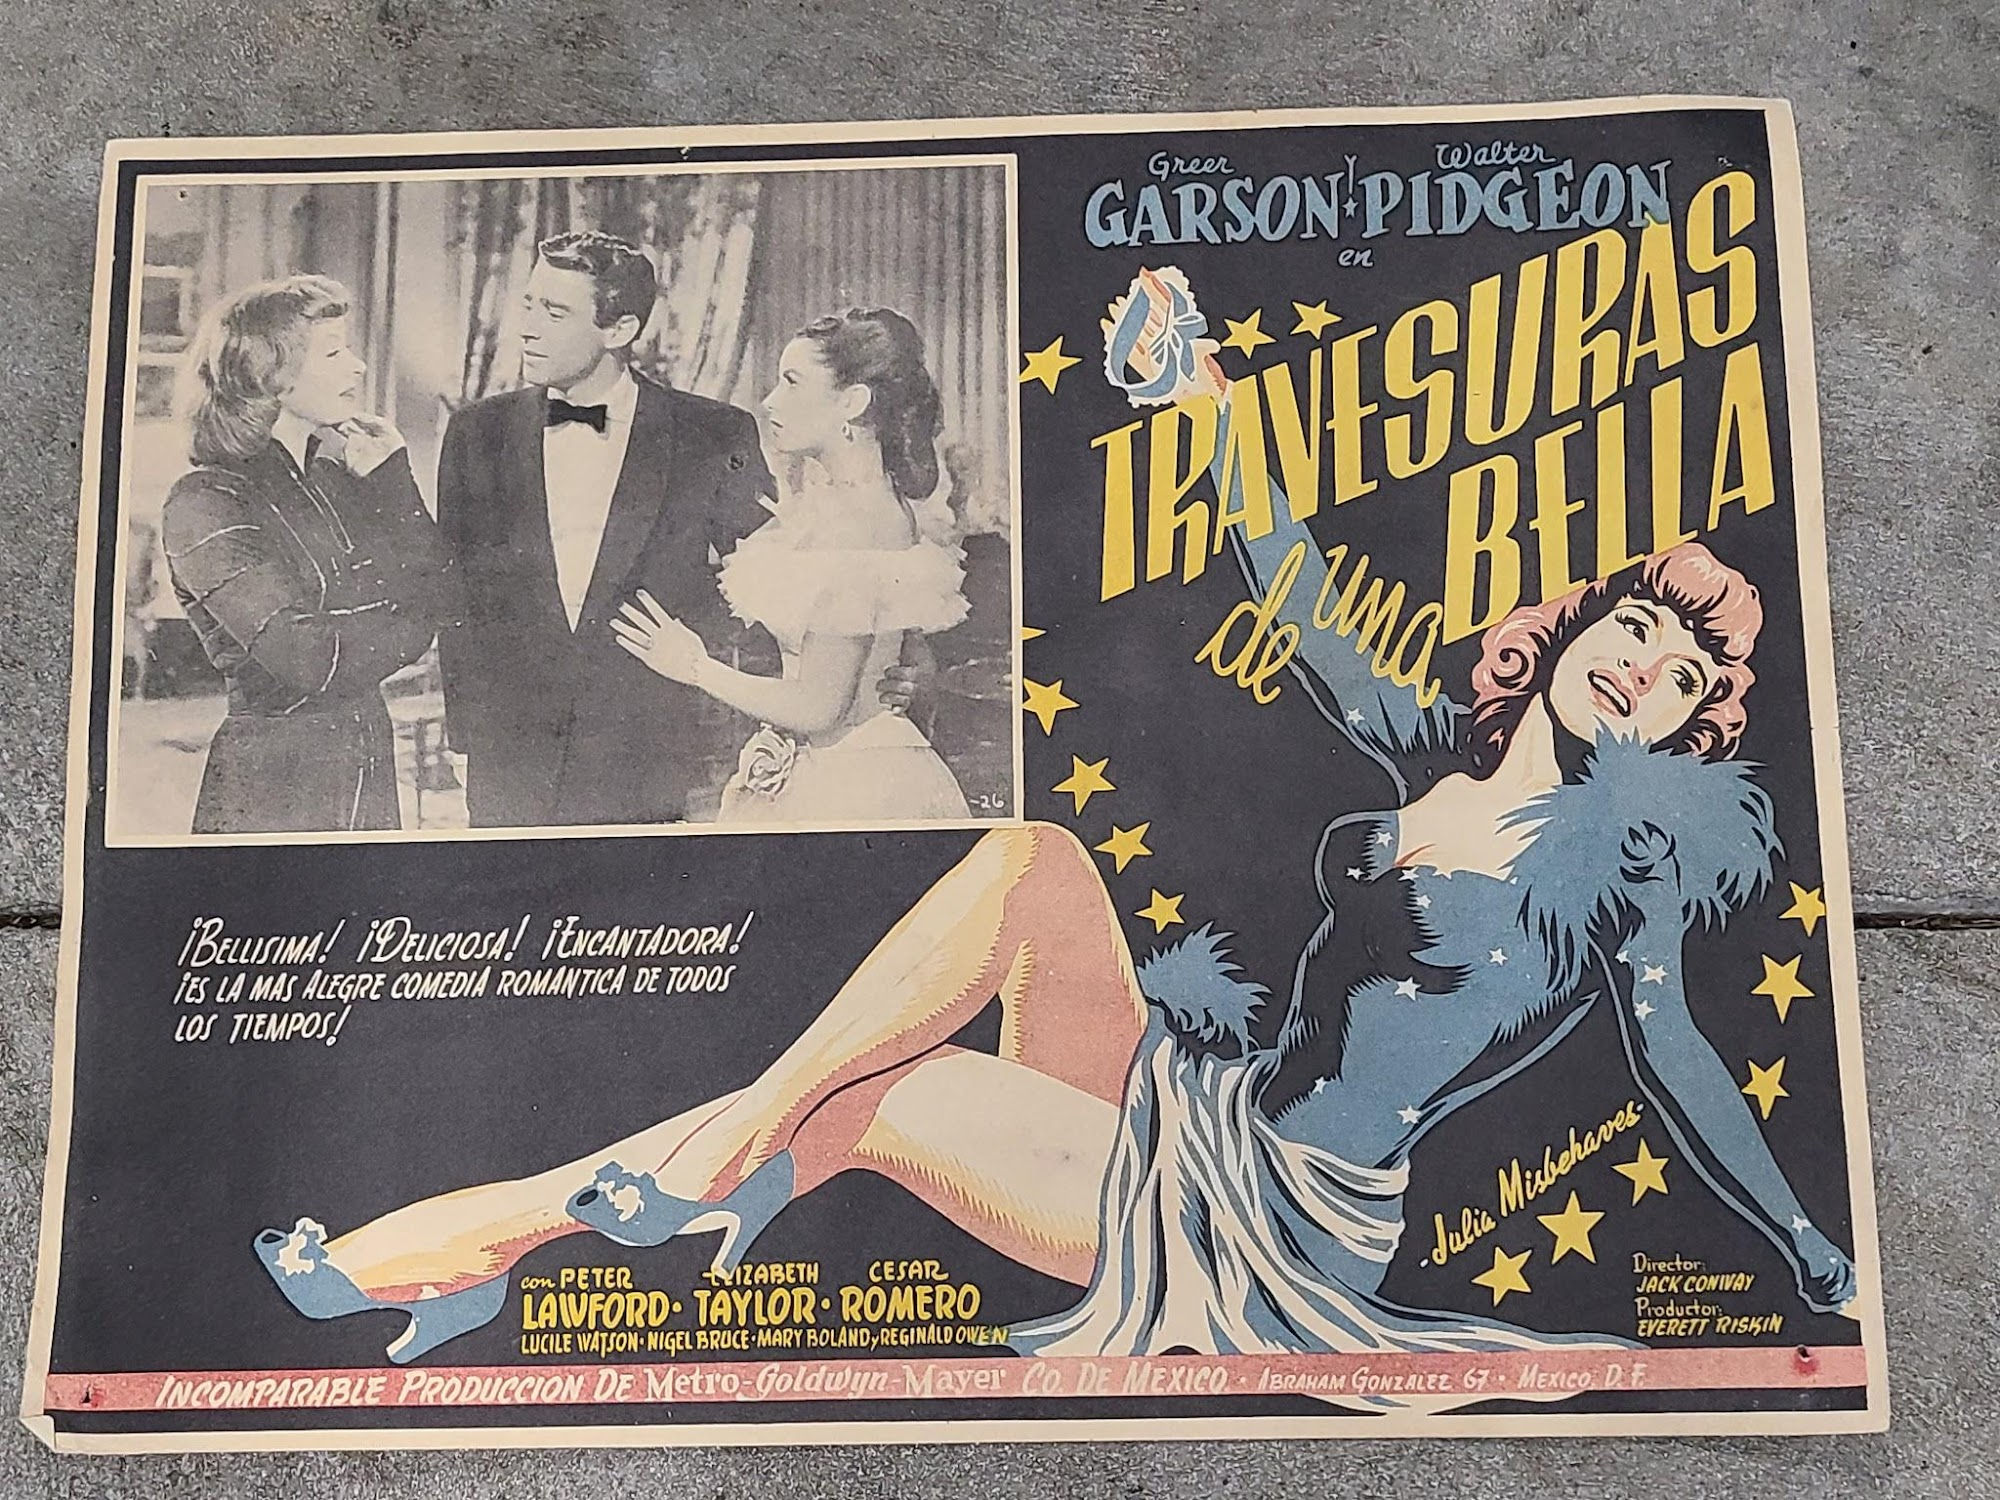 Greer Y Walter
GARSON PIDGEON
en
TRAVESURAS
de una BELLA
-26
¡BELLISIMA! ¡DELICIOSA! ¡ENCANTADORA!
¡ES LA MAS ALEGRE COMEDIA ROMANTICA DE TODOS
LOS TIEMPOS!
-Julia Misbehaves-
con PETER ELIZABETH CESAR
LAWFORD · TAYLOR · ROMERO
LUCILE WATSON · NIGEL BRUCE · MARY BOLAND y REGINALD OWEN
Director:
JACK CONWAY
Productor:
EVERETT RISKIN
INCOMPARABLE PRODUCCION DE Metro-Goldwyn-Mayer CO. DE MEXICO · ABRAHAM GONZALEZ 67 · MEXICO, D.F.